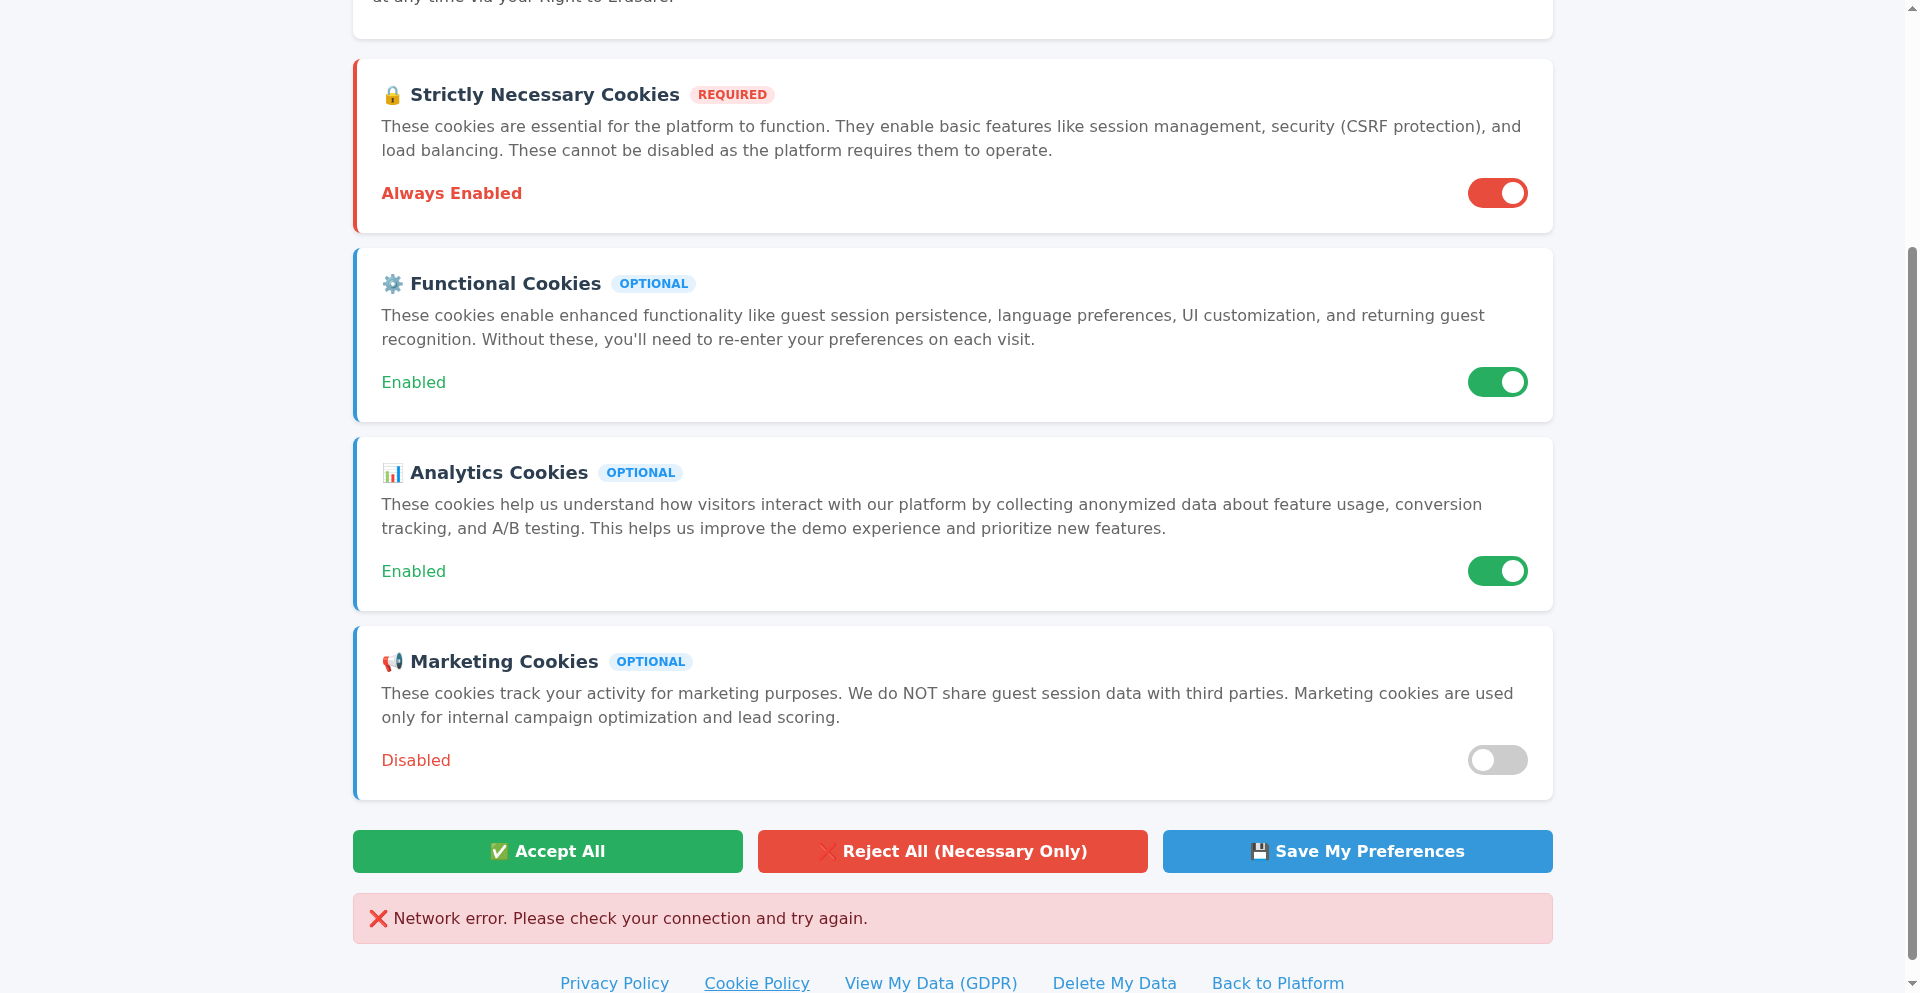 at any time via your Right to Erasure.
🔒 Strictly Necessary Cookies REQUIRED
These cookies are essential for the platform to function. They enable basic features like session management, security (CSRF protection), and
load balancing. These cannot be disabled as the platform requires them to operate.
Always Enabled
⚙️ Functional Cookies OPTIONAL
These cookies enable enhanced functionality like guest session persistence, language preferences, UI customization, and returning guest
recognition. Without these, you'll need to re-enter your preferences on each visit.
Enabled
📊 Analytics Cookies OPTIONAL
These cookies help us understand how visitors interact with our platform by collecting anonymized data about feature usage, conversion
tracking, and A/B testing. This helps us improve the demo experience and prioritize new features.
Enabled
📢 Marketing Cookies OPTIONAL
These cookies track your activity for marketing purposes. We do NOT share guest session data with third parties. Marketing cookies are used
only for internal campaign optimization and lead scoring.
Disabled
✅ Accept All ❌ Reject All (Necessary Only) 💾 Save My Preferences
❌ Network error. Please check your connection and try again.
Privacy Policy Cookie Policy View My Data (GDPR) Delete My Data Back to Platform